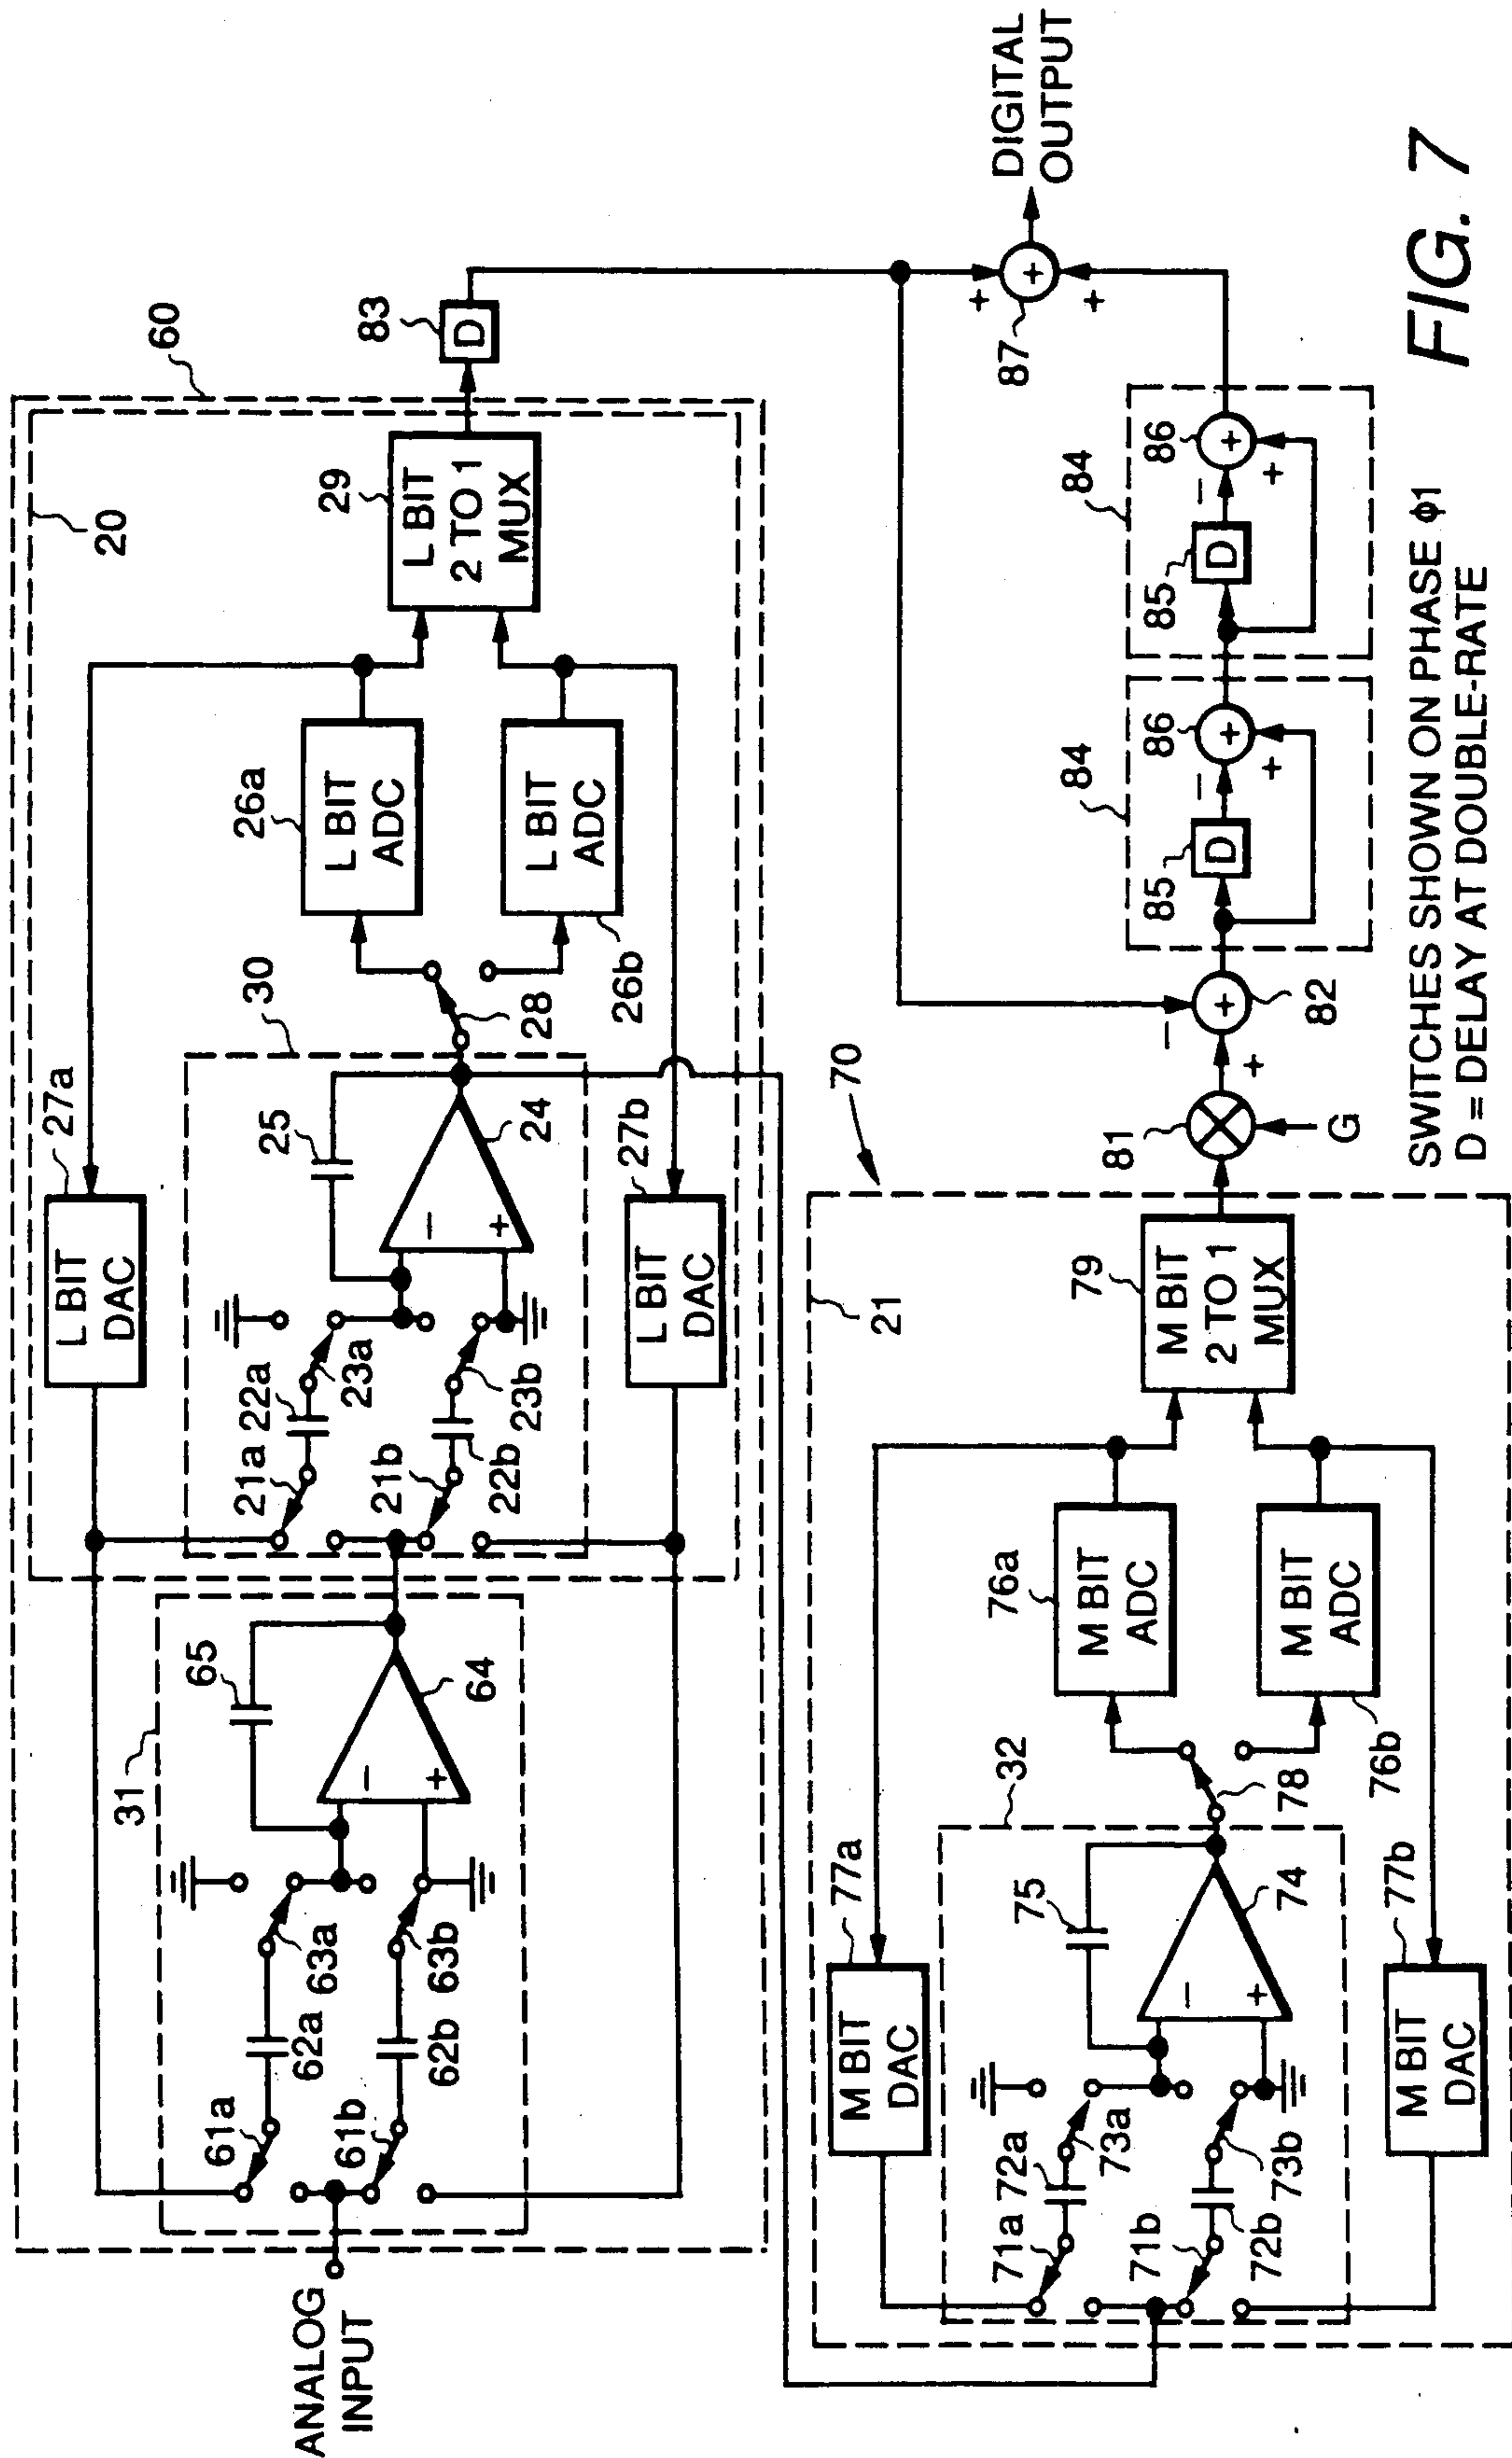 60
20
27a
L BIT
DAC
30
25
24
21a
22a
23a
21b
22b
23b
27b
L BIT
DAC
28
26a
L BIT
ADC
L BIT
ADC
26b
29
L BIT
2 TO 1
MUX
83
D
31
65
64
61a
62a
63a
61b
62b
63b
ANALOG
INPUT
−
+
−
+
DIGITAL
OUTPUT
87
+
+
+
70
21
77a
M BIT
DAC
32
75
74
−
+
71a
72a
73a
71b
72b
73b
77b
M BIT
DAC
78
76a
M BIT
ADC
M BIT
ADC
76b
79
M BIT
2 TO 1
MUX
81
G
+
−
+
82
84
85
D
−
86
+
+
84
85
D
−
86
+
+
SWITCHES SHOWN ON PHASE ϕ1
D = DELAY AT DOUBLE-RATE
FIG. 7